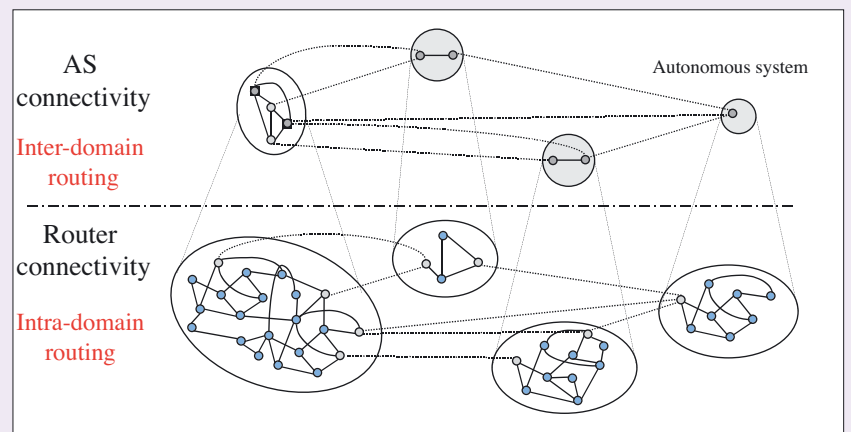 AS
connectivity
Autonomous system
Inter-domain
routing
Router
connectivity
Intra-domain
routing